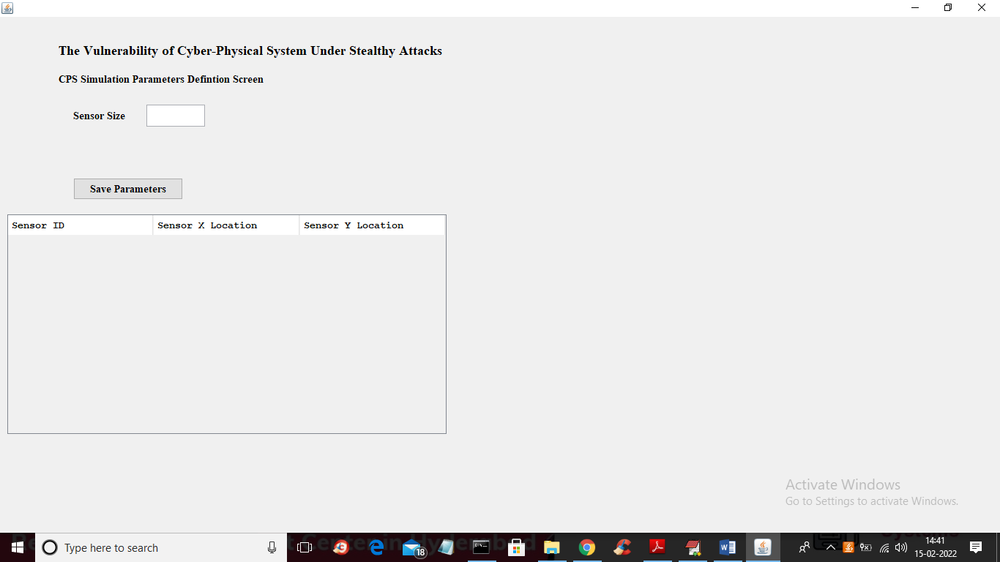 The Vulnerability of Cyber-Physical System Under Stealthy Attacks
CPS Simulation Parameters Defintion Screen
Sensor Size
Save Parameters
Sensor ID Sensor X Location Sensor Y Location
Activate Windows
Go to Settings to activate Windows.
Type here to search
18
14:41
15-02-2022